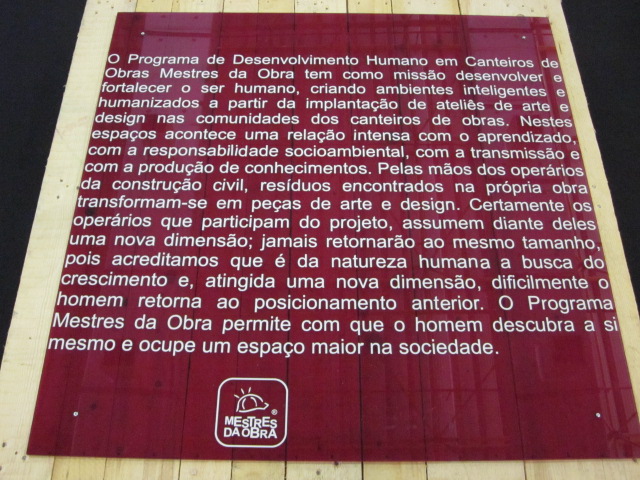 O Programa de Desenvolvimento Humano em Canteiros de
Obras Mestres da Obra tem como missão desenvolver e
fortalecer o ser humano, criando ambientes inteligentes e
humanizados a partir da implantação de ateliês de arte e
design nas comunidades dos canteiros de obras. Nestes
espaços acontece uma relação intensa com o aprendizado,
com a responsabilidade socioambiental, com a transmissão e
com a produção de conhecimentos. Pelas mãos dos operários
da construção civil, resíduos encontrados na própria obra
transformam-se em peças de arte e design. Certamente os
operários que participam do projeto, assumem diante deles
uma nova dimensão; jamais retornarão ao mesmo tamanho,
pois acreditamos que é da natureza humana a busca do
crescimento e, atingida uma nova dimensão, dificilmente o
homem retorna ao posicionamento anterior. O Programa
Mestres da Obra permite com que o homem descubra a si
mesmo e ocupe um espaço maior na sociedade.
®
MESTRES
DA OBRA